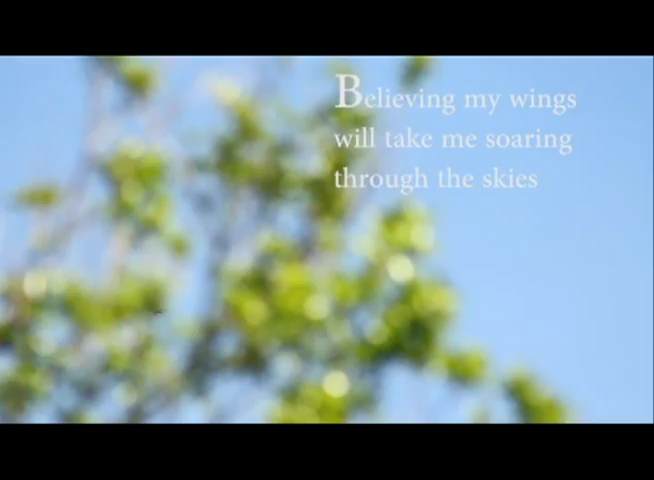 Believing my wings
will take me soaring
through the skies